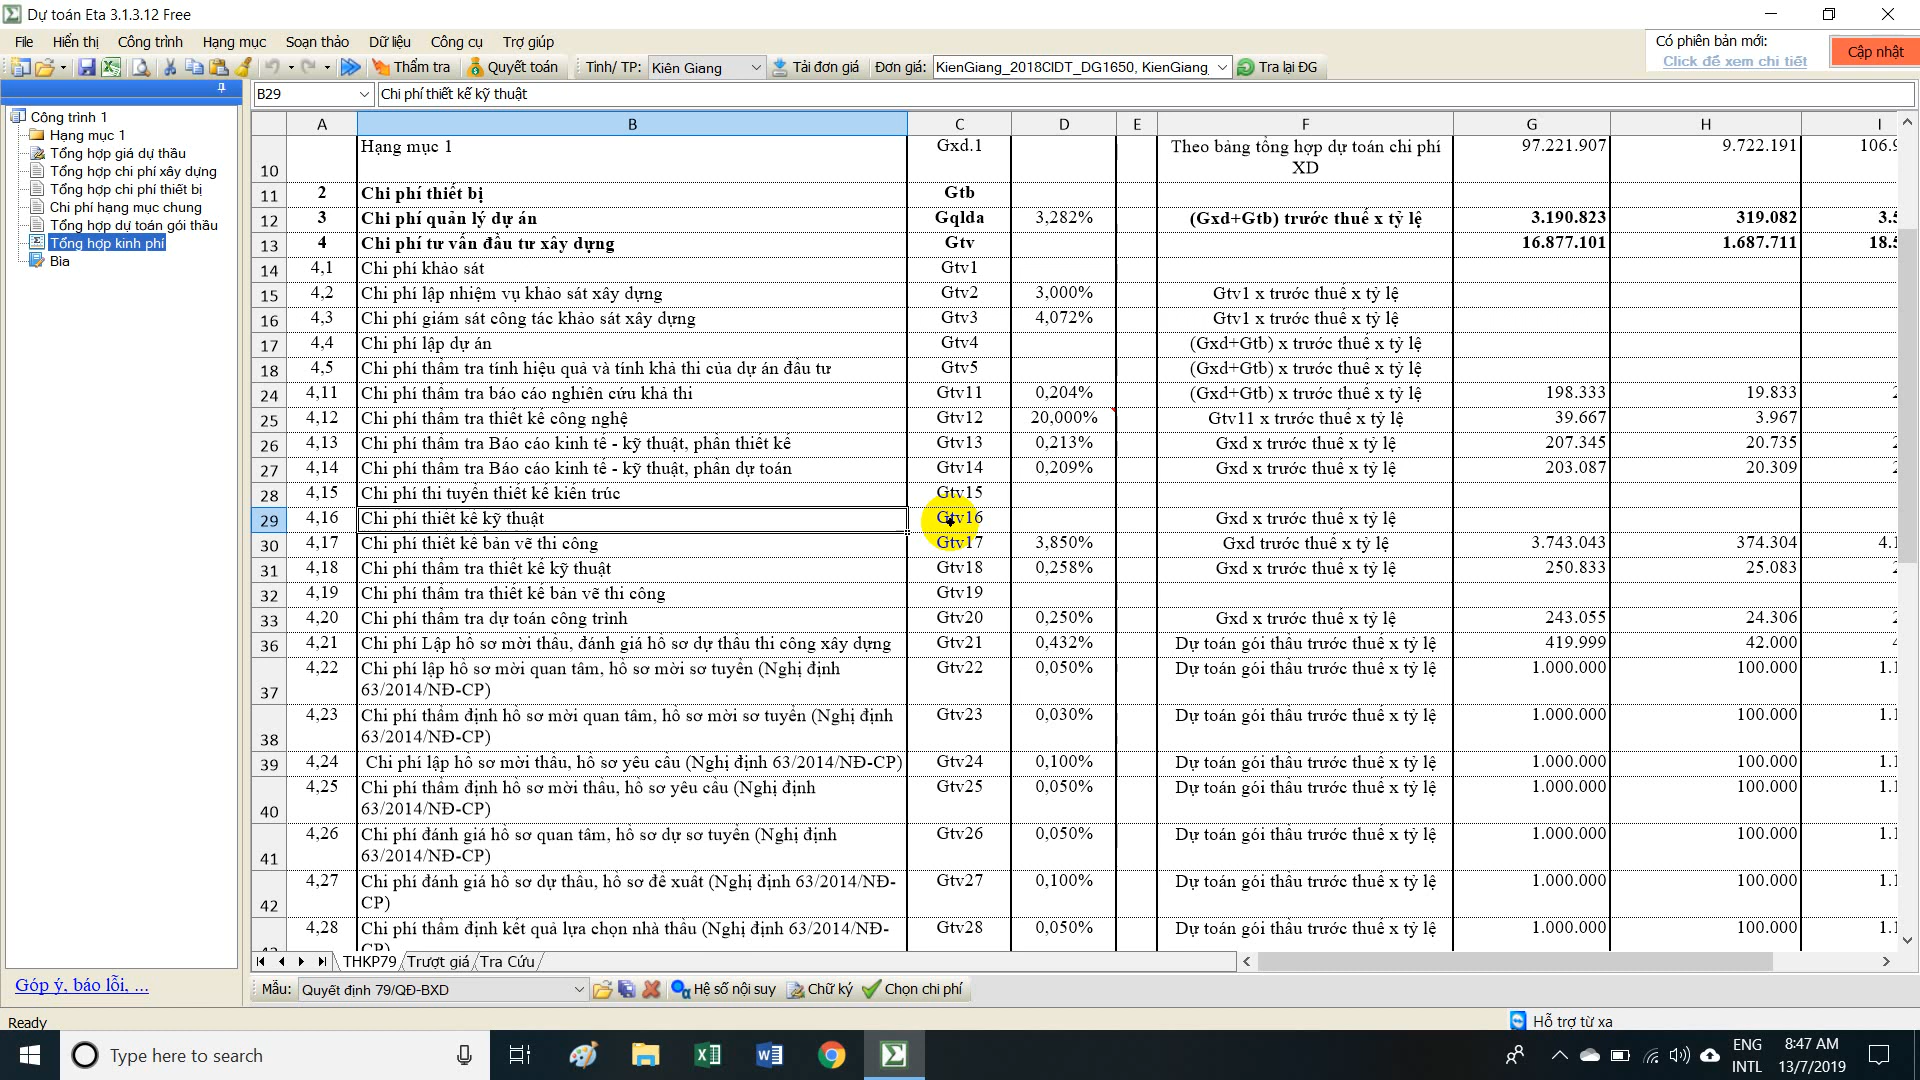 Dự toán Eta 3.1.3.12 Free
File Hiển thị Công trình Hạng mục Soạn thảo Dữ liệu Công cụ Trợ giúp
Có phiên bản mới:
Click để xem chi tiết
Cập nhật
Thẩm tra Quyết toán Tỉnh/ TP: Kiên Giang Tải đơn giá Đơn giá: KienGiang_2018CIDT_DG1650, KienGiang_ Tra lại ĐG
B29 Chi phí thiết kế kỹ thuật
Công trình 1
Hạng mục 1
Tổng hợp giá dự thầu
Tổng hợp chi phí xây dựng
Tổng hợp chi phí thiết bị
Chi phí hạng mục chung
Tổng hợp dự toán gói thầu
Tổng hợp kinh phí
Bìa
Góp ý, báo lỗi, ...
A B C D E F G H I
10 Hạng mục 1 Gxd.1 Theo bảng tổng hợp dự toán chi phí XD 97.221.907 9.722.191 106.9
11 2 Chi phí thiết bị Gtb
12 3 Chi phí quản lý dự án Gqlda 3,282% (Gxd+Gtb) trước thuế x tỷ lệ 3.190.823 319.082 3.5
13 4 Chi phí tư vấn đầu tư xây dựng Gtv 16.877.101 1.687.711 18.5
14 4,1 Chi phí khảo sát Gtv1
15 4,2 Chi phí lập nhiệm vụ khảo sát xây dựng Gtv2 3,000% Gtv1 x trước thuế x tỷ lệ
16 4,3 Chi phí giám sát công tác khảo sát xây dựng Gtv3 4,072% Gtv1 x trước thuế x tỷ lệ
17 4,4 Chi phí lập dự án Gtv4 (Gxd+Gtb) x trước thuế x tỷ lệ
18 4,5 Chi phí thẩm tra tính hiệu quả và tính khả thi của dự án đầu tư Gtv5 (Gxd+Gtb) x trước thuế x tỷ lệ
24 4,11 Chi phí thẩm tra báo cáo nghiên cứu khả thi Gtv11 0,204% (Gxd+Gtb) x trước thuế x tỷ lệ 198.333 19.833 2
25 4,12 Chi phí thẩm tra thiết kế công nghệ Gtv12 20,000% Gtv11 x trước thuế x tỷ lệ 39.667 3.967
26 4,13 Chi phí thẩm tra Báo cáo kinh tế - kỹ thuật, phần thiết kế Gtv13 0,213% Gxd x trước thuế x tỷ lệ 207.345 20.735 2
27 4,14 Chi phí thẩm tra Báo cáo kinh tế - kỹ thuật, phần dự toán Gtv14 0,209% Gxd x trước thuế x tỷ lệ 203.087 20.309 2
28 4,15 Chi phí thi tuyển thiết kế kiến trúc Gtv15
29 4,16 Chi phí thiết kế kỹ thuật Gtv16 Gxd x trước thuế x tỷ lệ
30 4,17 Chi phí thiết kế bản vẽ thi công Gtv17 3,850% Gxd trước thuế x tỷ lệ 3.743.043 374.304 4.1
31 4,18 Chi phí thẩm tra thiết kế kỹ thuật Gtv18 0,258% Gxd x trước thuế x tỷ lệ 250.833 25.083 2
32 4,19 Chi phí thẩm tra thiết kế bản vẽ thi công Gtv19
33 4,20 Chi phí thẩm tra dự toán công trình Gtv20 0,250% Gxd x trước thuế x tỷ lệ 243.055 24.306 2
36 4,21 Chi phí Lập hồ sơ mời thầu, đánh giá hồ sơ dự thầu thi công xây dựng Gtv21 0,432% Dự toán gói thầu trước thuế x tỷ lệ 419.999 42.000 4
37 4,22 Chi phí lập hồ sơ mời quan tâm, hồ sơ mời sơ tuyển (Nghị định 63/2014/NĐ-CP) Gtv22 0,050% Dự toán gói thầu trước thuế x tỷ lệ 1.000.000 100.000 1.1
38 4,23 Chi phí thẩm định hồ sơ mời quan tâm, hồ sơ mời sơ tuyển (Nghị định 63/2014/NĐ-CP) Gtv23 0,030% Dự toán gói thầu trước thuế x tỷ lệ 1.000.000 100.000 1.1
39 4,24 Chi phí lập hồ sơ mời thầu, hồ sơ yêu cầu (Nghị định 63/2014/NĐ-CP) Gtv24 0,100% Dự toán gói thầu trước thuế x tỷ lệ 1.000.000 100.000 1.1
40 4,25 Chi phí thẩm định hồ sơ mời thầu, hồ sơ yêu cầu (Nghị định 63/2014/NĐ-CP) Gtv25 0,050% Dự toán gói thầu trước thuế x tỷ lệ 1.000.000 100.000 1.1
41 4,26 Chi phí đánh giá hồ sơ quan tâm, hồ sơ dự sơ tuyển (Nghị định 63/2014/NĐ-CP) Gtv26 0,050% Dự toán gói thầu trước thuế x tỷ lệ 1.000.000 100.000 1.1
42 4,27 Chi phí đánh giá hồ sơ dự thầu, hồ sơ đề xuất (Nghị định 63/2014/NĐ-CP) Gtv27 0,100% Dự toán gói thầu trước thuế x tỷ lệ 1.000.000 100.000 1.1
4,28 Chi phí thẩm định kết quả lựa chọn nhà thầu (Nghị định 63/2014/NĐ-CP) Gtv28 0,050% Dự toán gói thầu trước thuế x tỷ lệ 1.000.000 100.000 1.1
THKP79 Trượt giá Tra Cứu
Mẫu: Quyết định 79/QĐ-BXD Hệ số nội suy Chữ ký Chọn chi phí
Ready Hỗ trợ từ xa
Type here to search
ENG 8:47 AM
INTL 13/7/2019